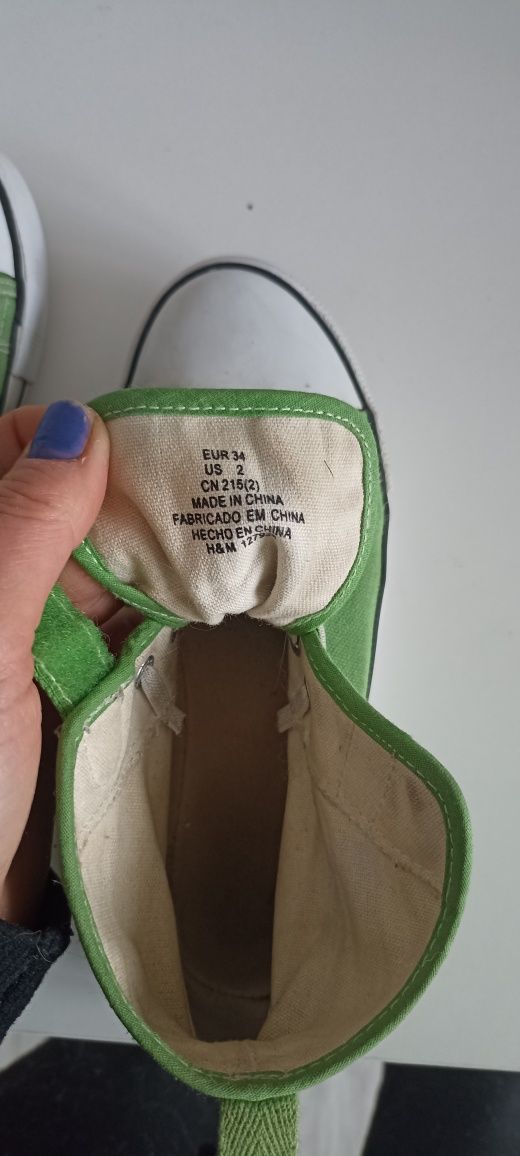 EUR 34
US 2
CN 215(2)
MADE IN CHINA
FABRICADO EM CHINA
HECHO EN CHINA
H&M